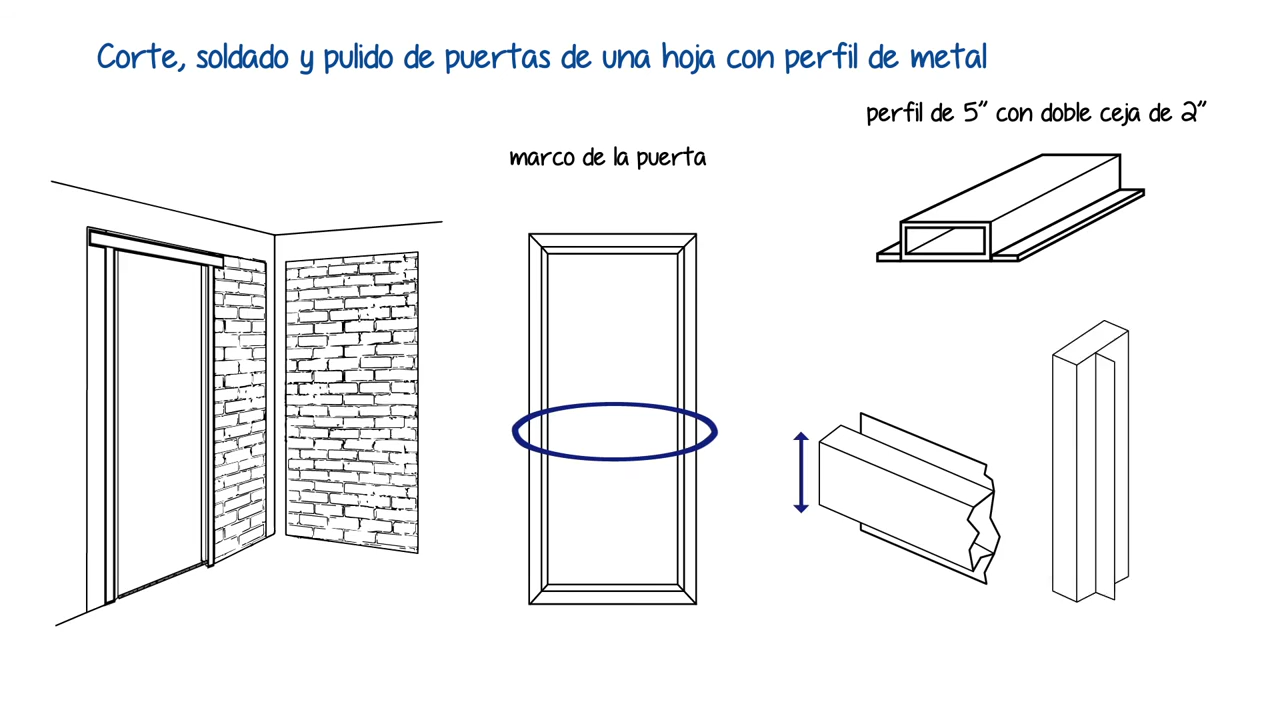 Corte, soldado y pulido de puertas de una hoja con perfil de metal
perfil de 5” con doble ceja de 2”
marco de la puerta